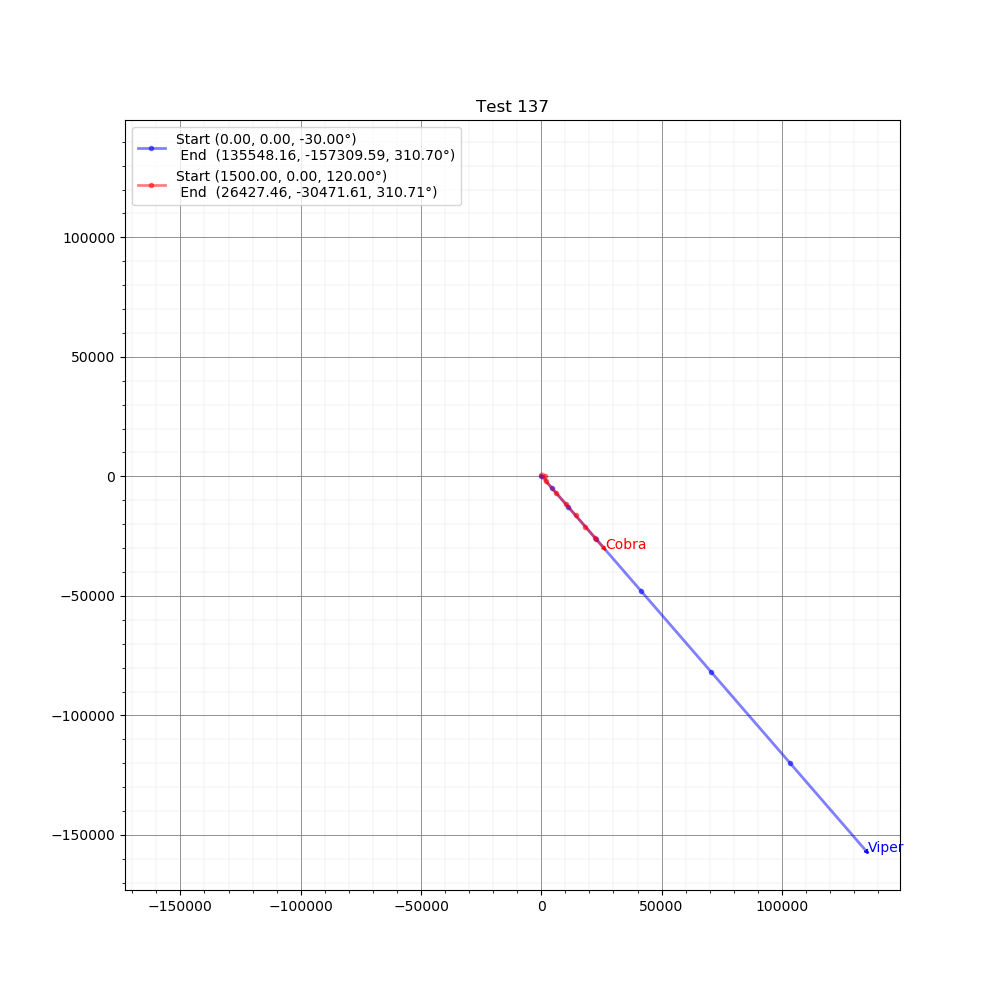 Test 137
Start (0.00, 0.00, -30.00°)
End (135548.16, -157309.59, 310.70°)
Start (1500.00, 0.00, 120.00°)
End (26427.46, -30471.61, 310.71°)
100000
50000
0
−50000
−100000
−150000
Cobra
Viper
−150000
−100000
−50000
0
50000
100000